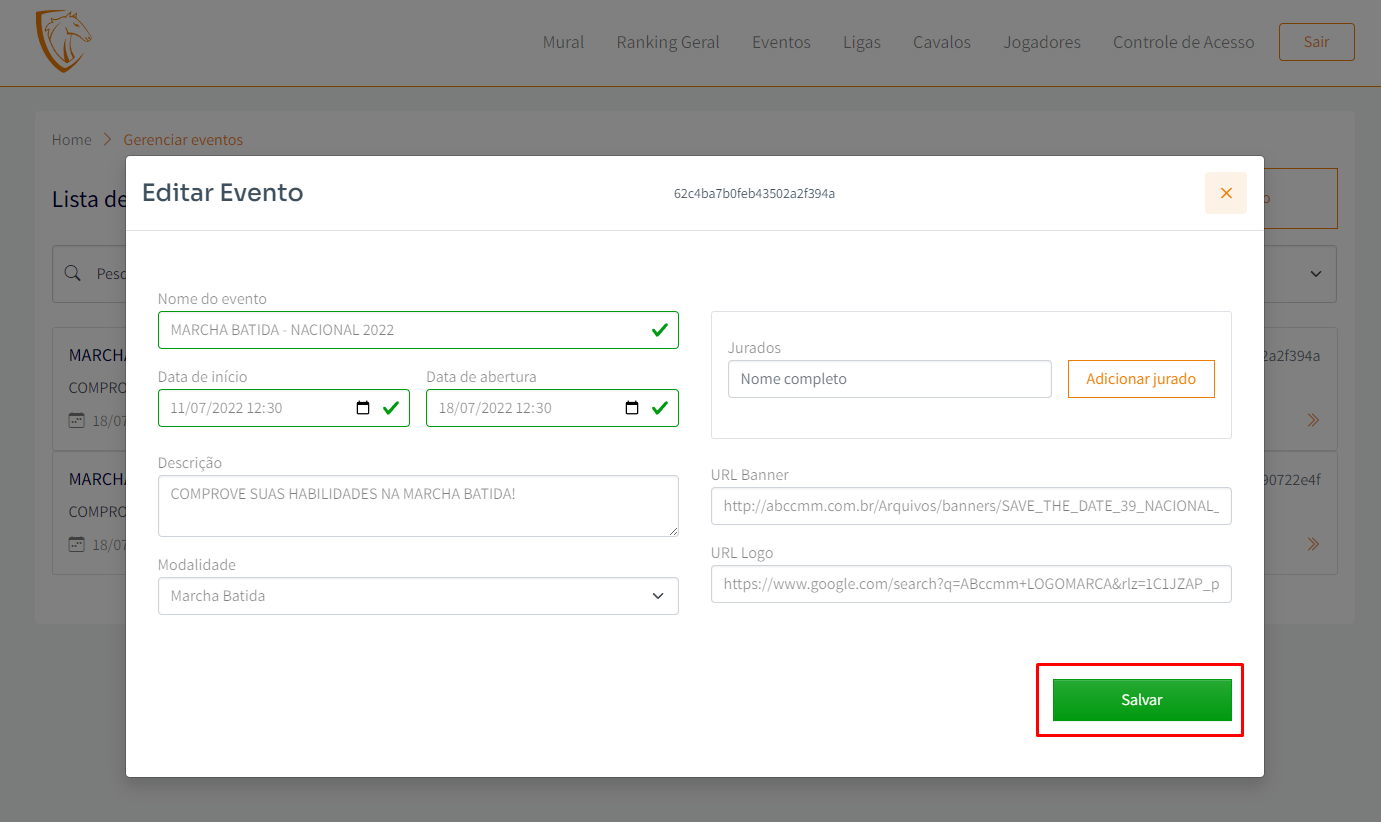 Mural Ranking Geral Eventos Ligas Cavalos Jogadores Controle de Acesso Sair
Home Gerenciar eventos
Editar Evento 62c4ba7b0feb43502a2f394a
Lista de
Nome do evento
MARCHA BATIDA - NACIONAL 2022
Data de início Data de abertura
11/07/2022 12:30 18/07/2022 12:30
Descrição
COMPROVE SUAS HABILIDADES NA MARCHA BATIDA!
Modalidade
Marcha Batida
Jurados
Nome completo Adicionar jurado
URL Banner
http://abccmm.com.br/Arquivos/banners/SAVE_THE_DATE_39_NACIONAL_
URL Logo
https://www.google.com/search?q=ABccmm+LOGOMARCA&rlz=1C1JZAP_p
Salvar
Pesc
MARCHA 2a2f394a
COMPRO
18/07
MARCHA 90722e4f
COMPRO
18/07